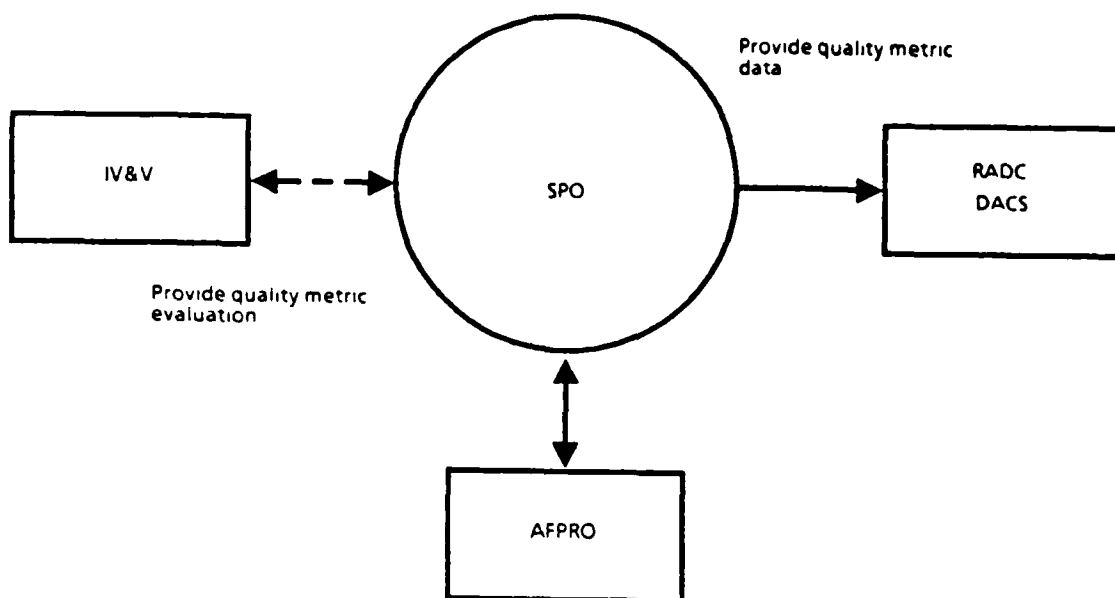 Provide quality metric
data
IV&V
SPO
RADC
DACS
Provide quality metric
evaluation
AFPRO